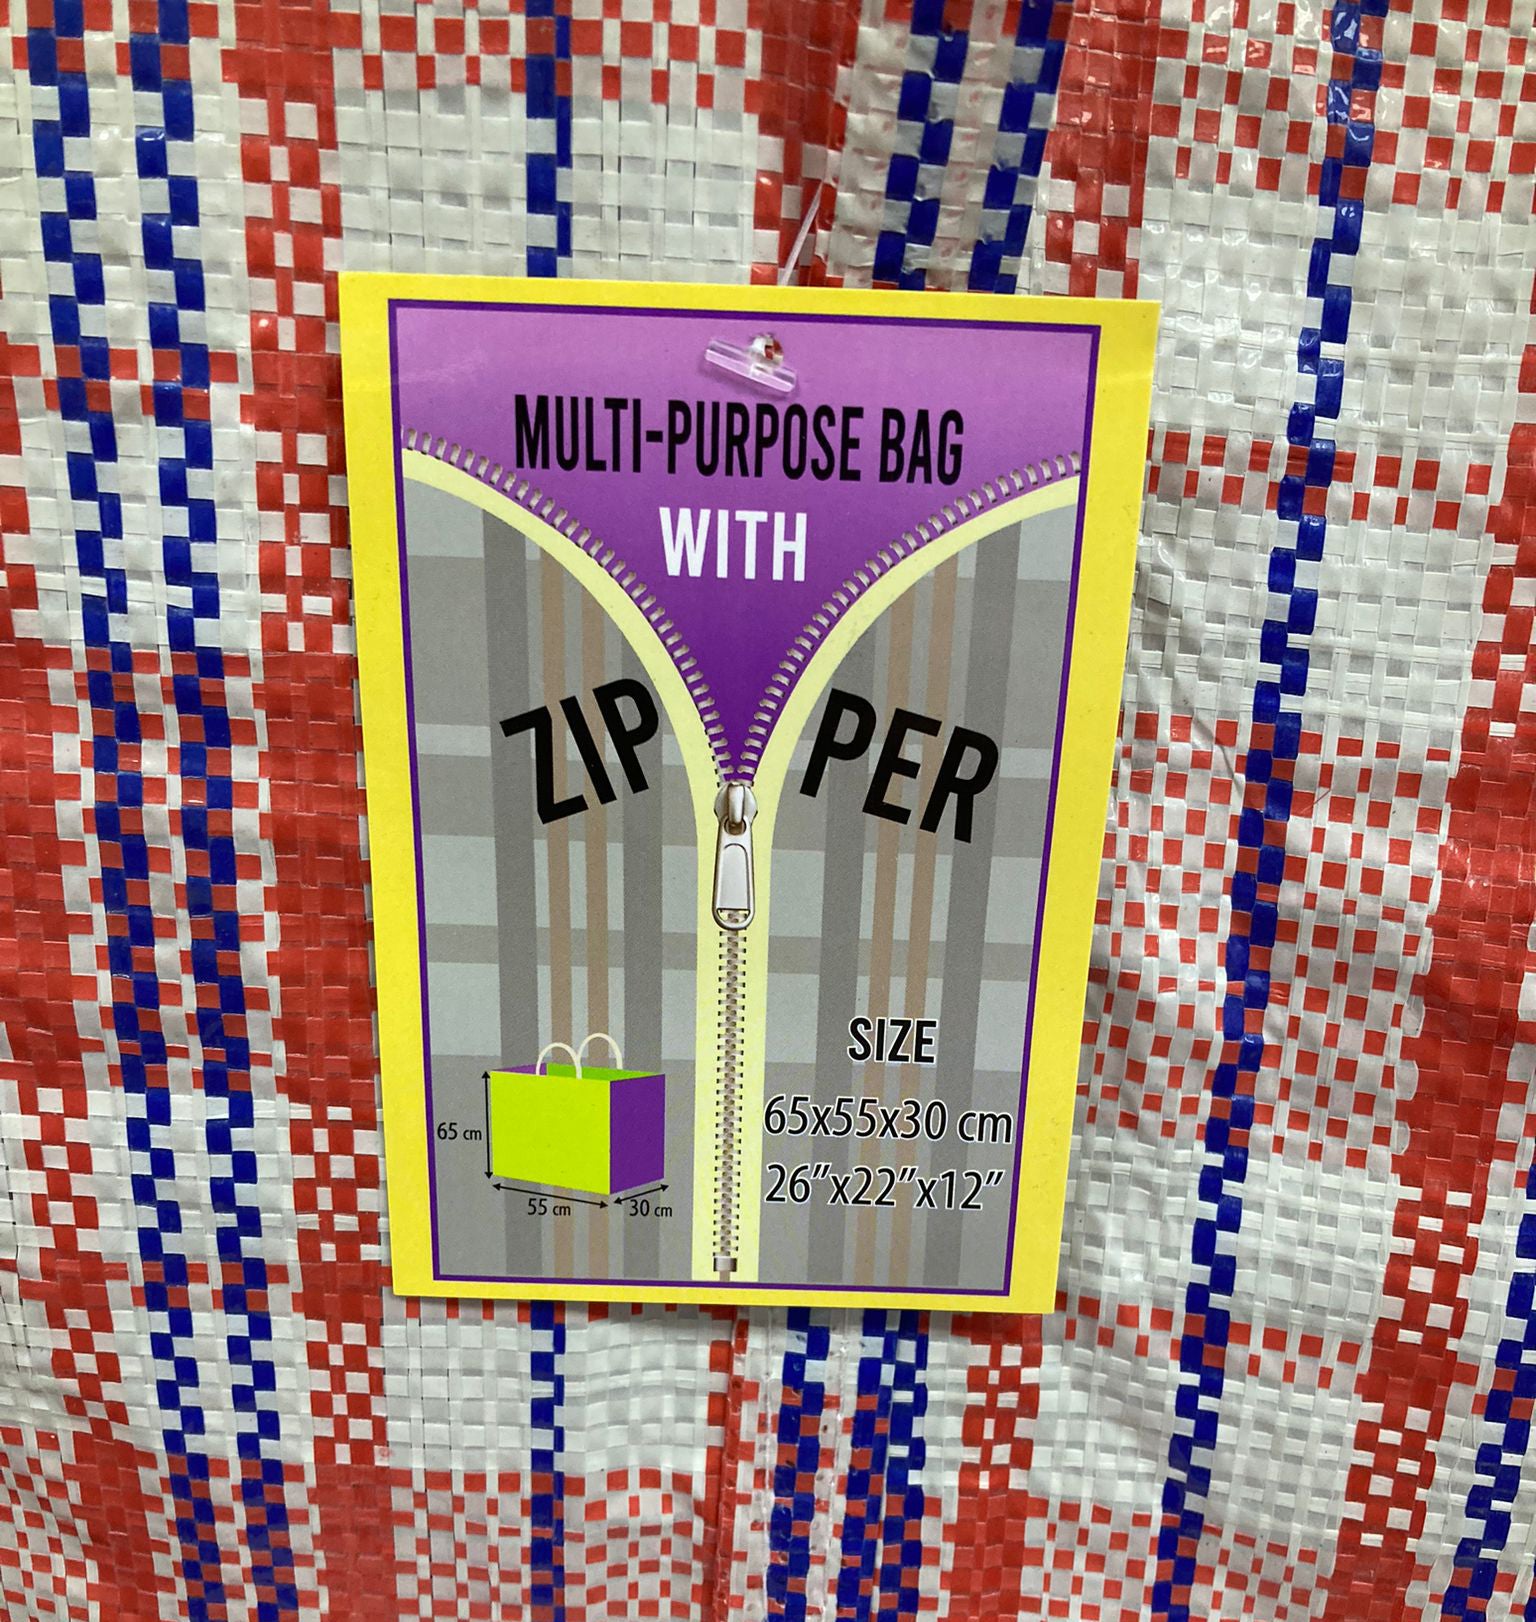 MULTI-PURPOSE BAG
WITH
ZIP PER
SIZE
65x55x30 cm
26”x22”x12”
65 cm
55 cm
30 cm